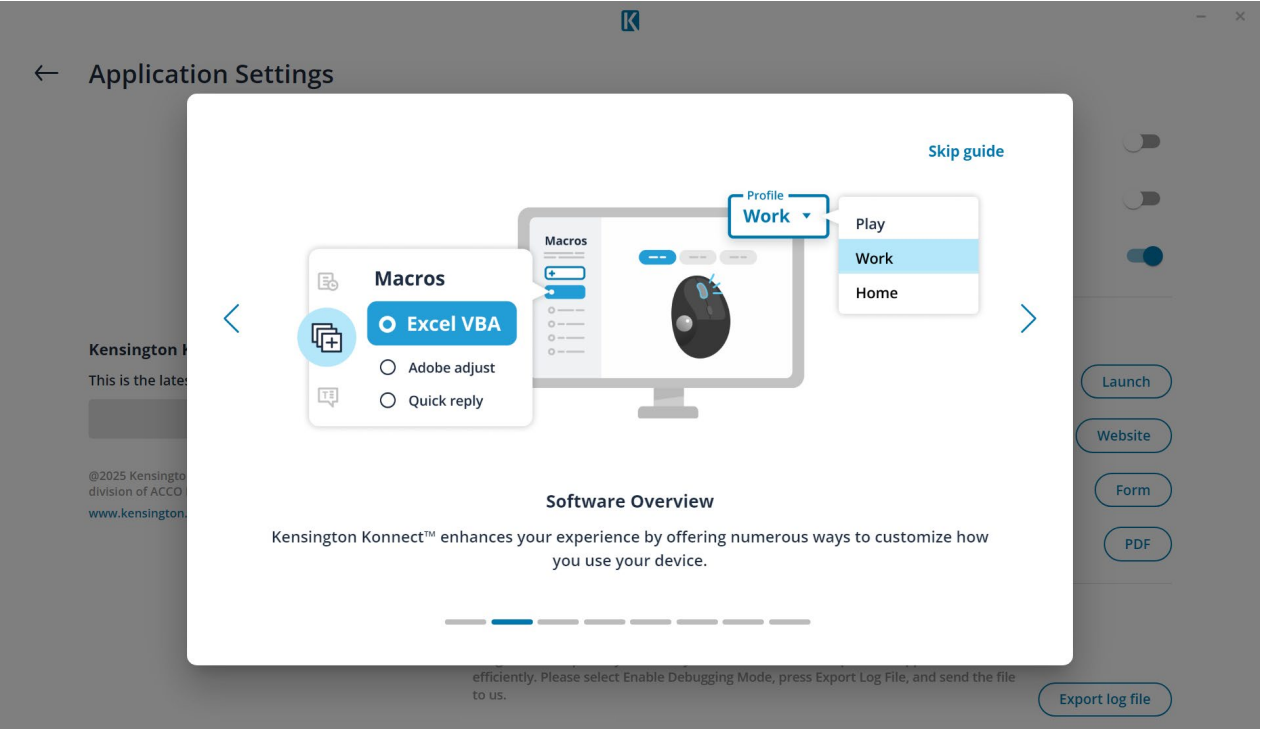 K
Application Settings
Skip guide
Profile
Work
Play
Work
Home
Macros
Macros
Excel VBA
Adobe adjust
Quick reply
Kensington
This is the
Launch
Website
@2025
division of ACCO
www.kensington.
Form
PDF
Software Overview
Kensington Konnect™ enhances your experience by offering numerous ways to customize how
you use your device.
efficiently. Please select Enable Debugging Mode, press Export Log File, and send the file
to us.
Export log file